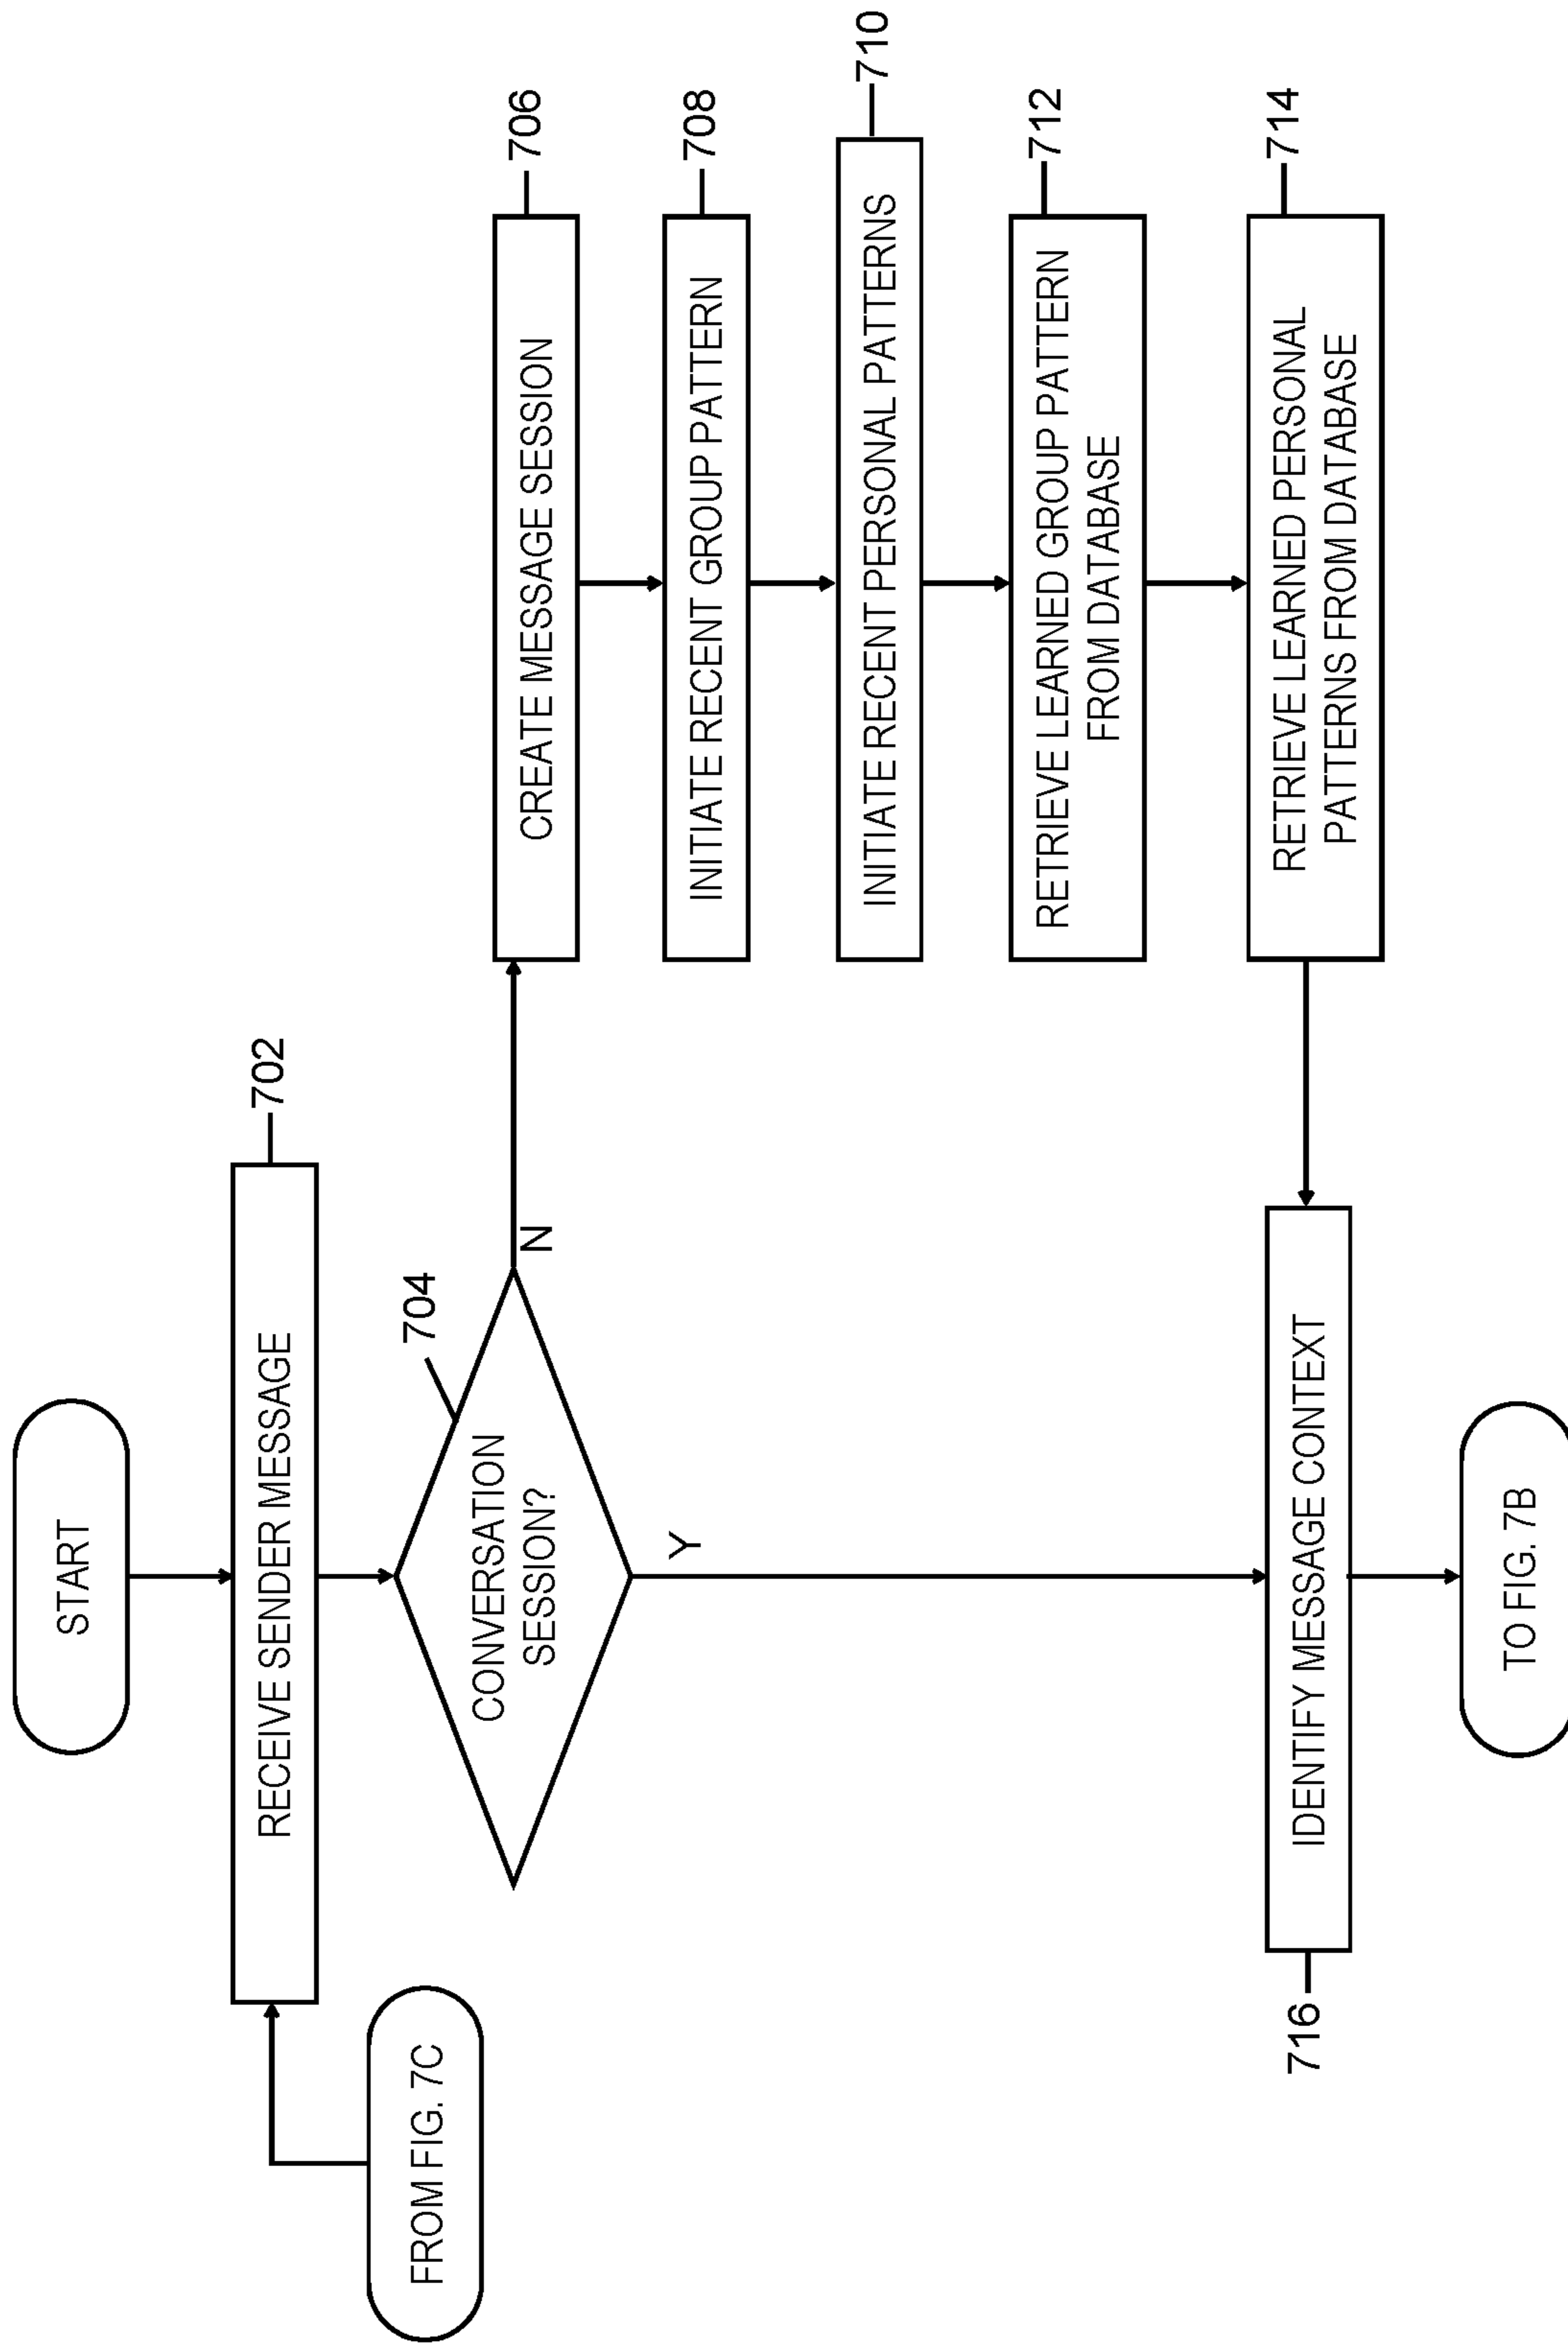 START
FROM FIG. 7C
RECEIVE SENDER MESSAGE
702
CONVERSATION
SESSION?
704
N
Y
CREATE MESSAGE SESSION
706
INITIATE RECENT GROUP PATTERN
708
INITIATE RECENT PERSONAL PATTERNS
710
RETRIEVE LEARNED GROUP PATTERN
FROM DATABASE
712
RETRIEVE LEARNED PERSONAL
PATTERNS FROM DATABASE
714
IDENTIFY MESSAGE CONTEXT
716
TO FIG. 7B